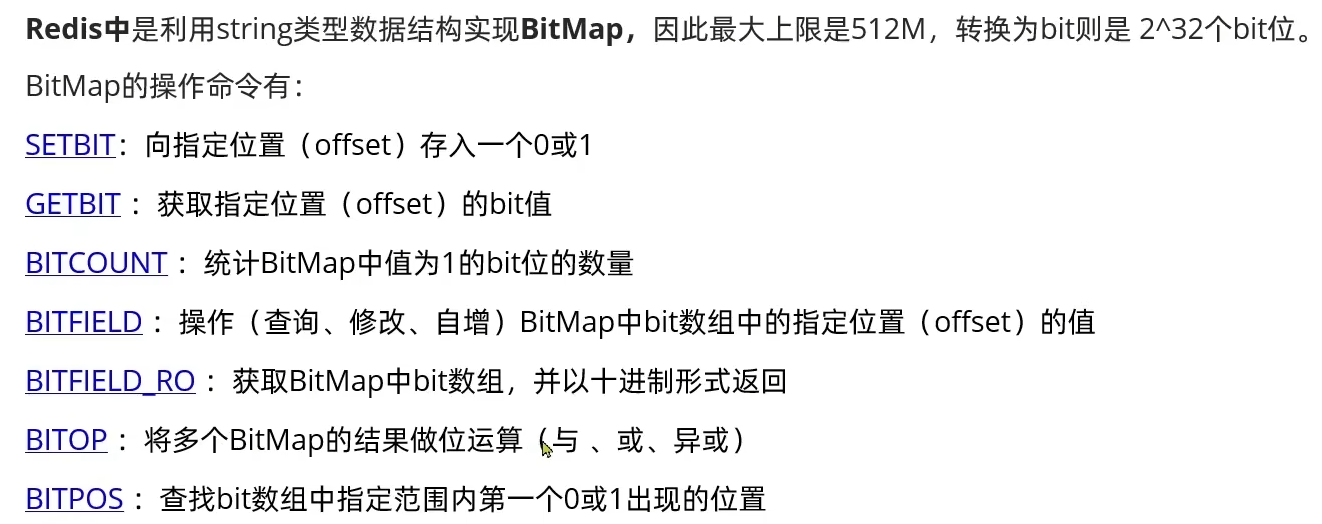 Redis中是利用string类型数据结构实现BitMap，因此最大上限是512M，转换为bit则是 2^32个bit位。
BitMap的操作命令有：
SETBIT：向指定位置（offset）存入一个0或1
GETBIT ：获取指定位置（offset）的bit值
BITCOUNT ：统计BitMap中值为1的bit位的数量
BITFIELD ：操作（查询、修改、自增）BitMap中bit数组中的指定位置（offset）的值
BITFIELD_RO ：获取BitMap中bit数组，并以十进制形式返回
BITOP ：将多个BitMap的结果做位运算（与 、或、异或）
BITPOS ：查找bit数组中指定范围内第一个0或1出现的位置